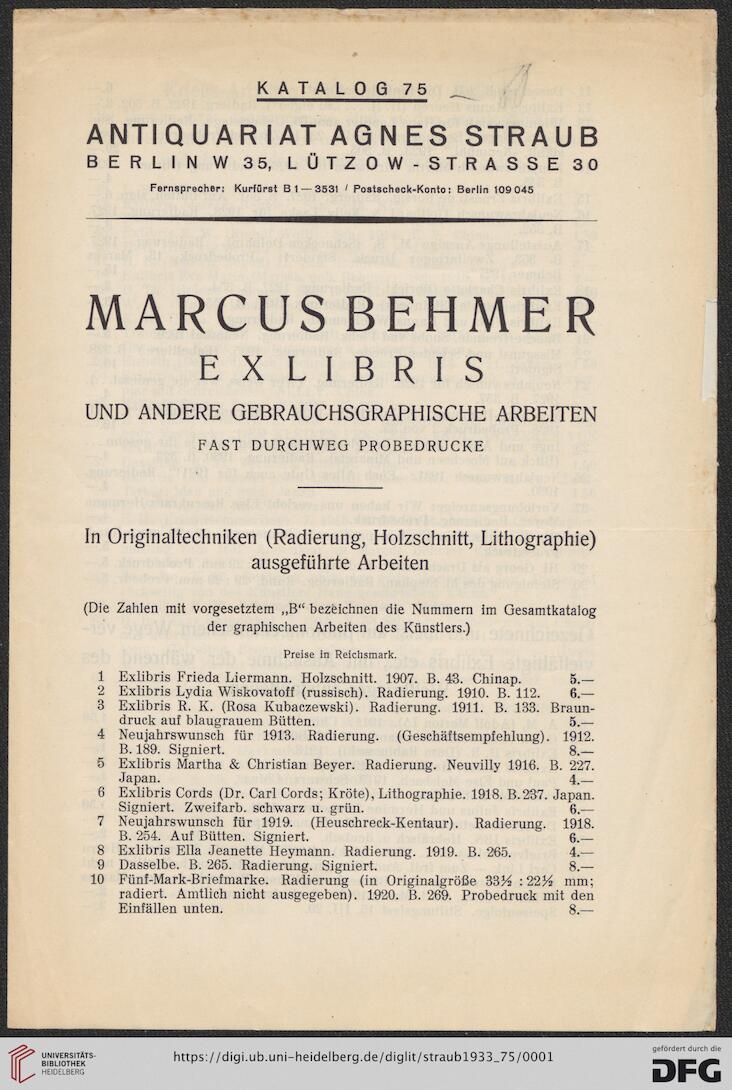 KATALOG 75
ANTIQUARIAT AGNES STRAUB
BERLIN W 35, LÜTZOW-STRASSE 30
Fernsprecher: Kurfürst B 1 — 3531 / Postscheck-Konto: Berlin 109 045
MARCUS BEHMER
EXLIBRIS
UND ANDERE GEBRAUCHSGRAPHISCHE ARBEITEN
FAST DURCHWEG PROBEDRUCKE
In Originaltechniken (Radierung, Holzschnitt, Lithographie)
ausgeführte Arbeiten
(Die Zahlen mit vorgesetztem „B“ bezeichnen die Nummern im Gesamtkatalog
der graphischen Arbeiten des Künstlers.)
Preise in Reichsmark.
1 Exlibris Frieda Liermann. Holzschnitt. 1907. B. 43. Chinap. 5.—
2 Exlibris Lydia Wiskovatoff (russisch). Radierung. 1910. B. 112. 6.—
3 Exlibris R. K. (Rosa Kubaczewski). Radierung. 1911. B. 133. Braun-
druck auf blaugrauem Bütten. 5.—
4 Neujahrswunsch für 1913. Radierung. (Geschäftsempfehlung). 1912.
B. 189. Signiert. 8.—
5 Exlibris Martha & Christian Beyer. Radierung. Neuvilly 1916. B. 227.
Japan. 4.—
6 Exlibris Cords (Dr. Carl Cords; Kröte), Lithographie. 1918. B. 237. Japan.
Signiert. Zweifarb. schwarz u. grün. 6.—
7 Neujahrswunsch für 1919. (Heuschreck-Kentaur). Radierung. 1918.
B. 254. Auf Bütten. Signiert. 6.—
8 Exlibris Ella Jeanette Heymann. Radierung. 1919. B. 265. 4.—
9 Dasselbe. B. 265. Radierung. Signiert. 8.—
10 Fünf-Mark-Briefmarke. Radierung (in Originalgröße 33½ : 22½ mm;
radiert. Amtlich nicht ausgegeben). 1920. B. 269. Probedruck mit den
Einfällen unten. 8.—
UNIVERSITÄTS-
BIBLIOTHEK
HEIDELBERG
https://digi.ub.uni-heidelberg.de/diglit/straub1933_75/0001
gefördert durch die
DFG